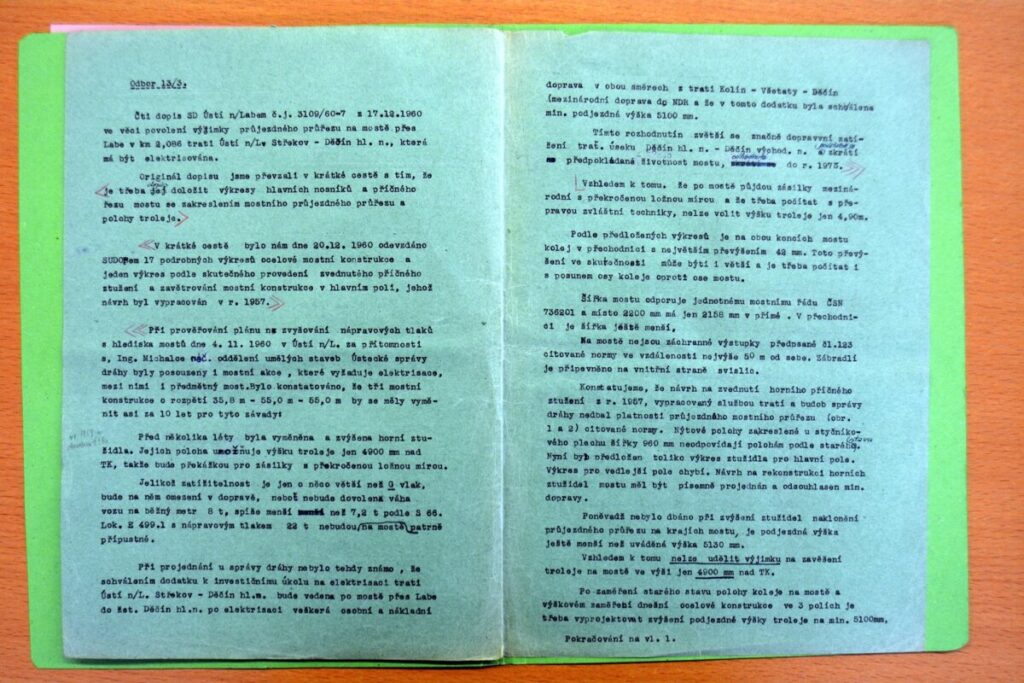 Odbor 13/3.
Čti dopis SD Ústí n/Labem č.j. 3109/60-7 z 17.12.1960
ve věci povolení výjimky průjezdného průřezu na mostě přes
Labe v km 2,086 trati Ústí n/L. Střekov - Děčín hl. n., která
má být elektrisována.
Originál dopisu jsme převzali v krátké cestě s tím, že
je třeba jej doložit výkresy hlavních nosníků a příčného
řezu mostu se zakreslením mostního průjezdného průřezu a
polohy troleje.
V krátké cestě bylo nám dne 20.12. 1960 odevzdáno
SUDOPem 17 podrobných výkresů ocelové mostní konstrukce a
jeden výkres podle skutečného provedení zvednutého příčného
ztužení a zavětrování mostní konstrukce v hlavním poli, jehož
návrh byl vypracován v r. 1957.
Při prověřování plánu na zvyšování nápravových tlaků
s hlediska mostů dne 4. 11. 1960 v Ústí n/L. za přítomnosti
s. Ing. Michalce nač. oddělení umělých staveb Ústecké správy
dráhy byly posouzeny i mostní akce , které vyžaduje elektrisace,
mezi nimi i předmětný most.Bylo konstatováno, že tři mostní
konstrukce o rozpětí 35,8 m - 55,0 m - 55,0 m by se měly vymě-
nit asi za 10 let pro tyto závady:
Před několika léty byla vyměněna a zvýšena horní ztu-
židla. Jejich poloha umožňuje výšku troleje jen 4900 mm nad
TK, takže bude překážkou pro zásilky s překročenou ložnou mírou.
Jelikož zatížitelnost je jen o něco větší než 0 vlak,
bude na něm omezení v dopravě, neboť nebude dovolená váha
vozu na běžný metr 8 t, spíše menší než 7,2 t podle S 66.
Lok. E 499.1 s nápravovým tlakem 22 t nebudou na mostě patrně
přípustné.
Při projednání u správy dráhy nebylo tehdy známo , že
schválením dodatku k investičnímu úkolu na elektrisaci trati
Ústí n/L. Střekov - Děčín hl.n. bude vedena po mostě přes Labe
do žst. Děčín hl.n. po elektrisaci veškerá osobní a nákladní
doprava v obou směrech z trati Kolín - Všetaty - Děčín
(mezinárodní doprava do NDR a že v tomto dodatku byla schválena
min. podjezdná výška 5100 mm.
Tímto rozhodnutím zvětší se značně dopravní zatí-
žení trat. úseku Děčín hl. n. - Děčín východ. n. a zkrátí
předpokládaná životnost mostu, do r. 1973.
Vzhledem k tomu. že po mostě půjdou zásilky meziná-
rodní s překročenou ložnou mírou a že třeba počítat s pře-
pravou zvláštní techniky, nelze volit výšku troleje jen 4,90m.
Podle předložených výkresů je na obou koncích mostu
kolej v přechodnici s největším převýšením 42 mm. Toto převý-
šení ve skutečnosti může býti i větší a je třeba počítat i
s posunem osy koleje oproti ose mostu.
Šířka mostu odporuje jednotnému mostnímu řádu ČSN
736201 a místo 2200 mm má jen 2158 mm v přímé . V přechodni-
ci je šířka ještě menší.
Na mostě nejsou záchranné výstupky předepsané čl.123
citované normy ve vzdálenosti nejvýše 50 m od sebe. Zábradlí
je připevněno na vnitřní straně svislic.
Konstatujeme, že návrh na zvednutí horního příčného
ztužení z r. 1957, vypracovaný službou tratí a budob správy
dráhy nedbal platnosti průjezdného mostního průřezu (obr.
1 a 2) citované normy. Nýtové polohy zakreslené u styčníko-
vého plechu šířky 960 mm neodpovídají polohám podle starého
Nyní byl předložen toliko výkres ztužidla pro hlavní pole.
Výkres pro vedlejší pole chybí. Návrh na rekonstrukci horních
ztužidel mostu měl být písemně projednán a odsouhlasen min.
dopravy.
Poněvadž nebylo dbáno při zvýšení ztužidel naklonění
průjezdného průřezu na krajích mostu, je podjezdná výška
ještě menší než uváděná výška 5130 mm.
Vzhledem k tomu nelze udělit výjimku na zavěšení
troleje na mostě ve výši jen 4900 mm nad TK.
Po zaměření starého stavu polohy koleje na mostě a
výškovém zaměření dnešní ocelové konstrukce ve 3 polích je
třeba vyprojektovat zvýšení podjezdné výšky troleje na min. 5100mm.
Pokračování na vl. 1.